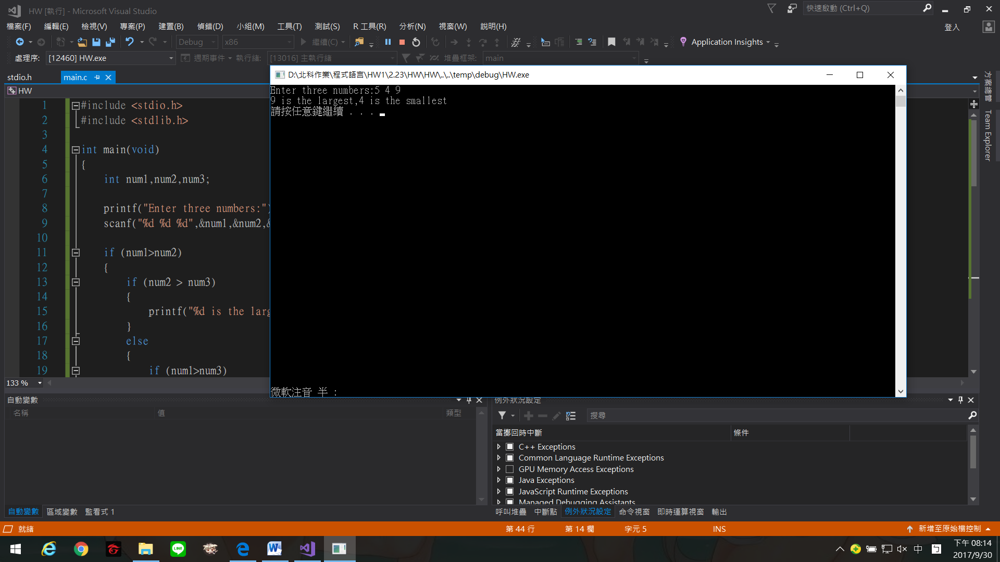 HW [執行] - Microsoft Visual Studio
快速啟動 (Ctrl+Q)
檔案(F) 編輯(E) 檢視(V) 專案(P) 建置(B) 偵錯(D) 小組(M) 工具(T) 測試(S) R 工具(R) 分析(N) 視窗(W) 說明(H)
登入
Debug x86 繼續(C) Application Insights
處理序: [12460] HW.exe 週期事件 執行緒: [13016] 主執行緒 堆疊框架: main
stdio.h main.c
HW
D:\北科作業\程式語言\HW1\2.23\HW\HW\..\..\temp\debug\HW.exe
Enter three numbers:5 4 9
9 is the largest,4 is the smallest
請按任意鍵繼續 . . .
微軟注音 半 :
1 #include <stdio.h>
2 #include <stdlib.h>
3
4 int main(void)
5 {
6 int num1,num2,num3;
7
8 printf("Enter three numbers:")
9 scanf("%d %d %d",&num1,&num2,&
10
11 if (num1>num2)
12 {
13 if (num2 > num3)
14 {
15 printf("%d is the larg
16 }
17 else
18 {
19 if (num1>num3)
133 %
方案總管
Team Explorer
自動變數
名稱 值 類型
自動變數 區域變數 監看式 1
例外狀況設定
搜尋
當擲回時中斷 條件
C++ Exceptions
Common Language Runtime Exceptions
GPU Memory Access Exceptions
Java Exceptions
JavaScript Runtime Exceptions
Managed Debugging Assistants
呼叫堆疊 中斷點 例外狀況設定 命令視窗 即時運算視窗 輸出
就緒 第 44 行 第 14 欄 字元 5 INS 新增至原始檔控制
LINE
中 ㄅ
下午 08:14
2017/9/30